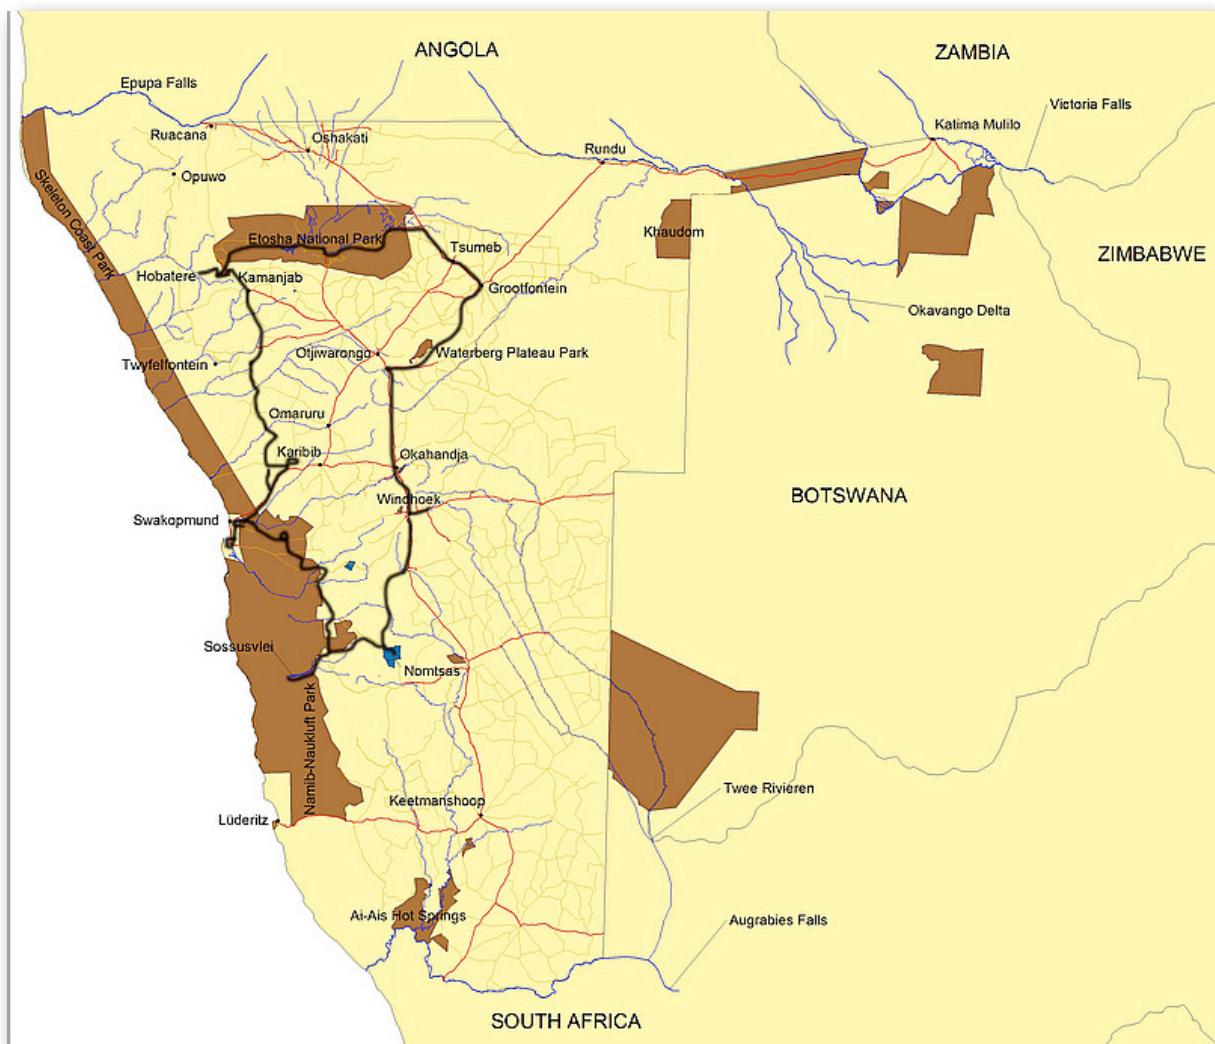 ANGOLA
ZAMBIA
Epupa Falls
Victoria Falls
Katima Mulilo
Ruacana
Oshakati
Rundu
Opuwo
Skeleton Coast Park
Khaudom
Etosha National Park
Tsumeb
ZIMBABWE
Hobatere
Kamanjab
Grootfontein
Okavango Delta
Otjiwarongo
Waterberg Plateau Park
Twyfelfontein
Omaruru
Karibib
Okahandja
BOTSWANA
Windhoek
Swakopmund
Sossusvlei
Nomtsas
Namib-Naukluft Park
Twee Rivieren
Keetmanshoop
Lüderitz
Ai-Ais Hot Springs
Augrabies Falls
SOUTH AFRICA